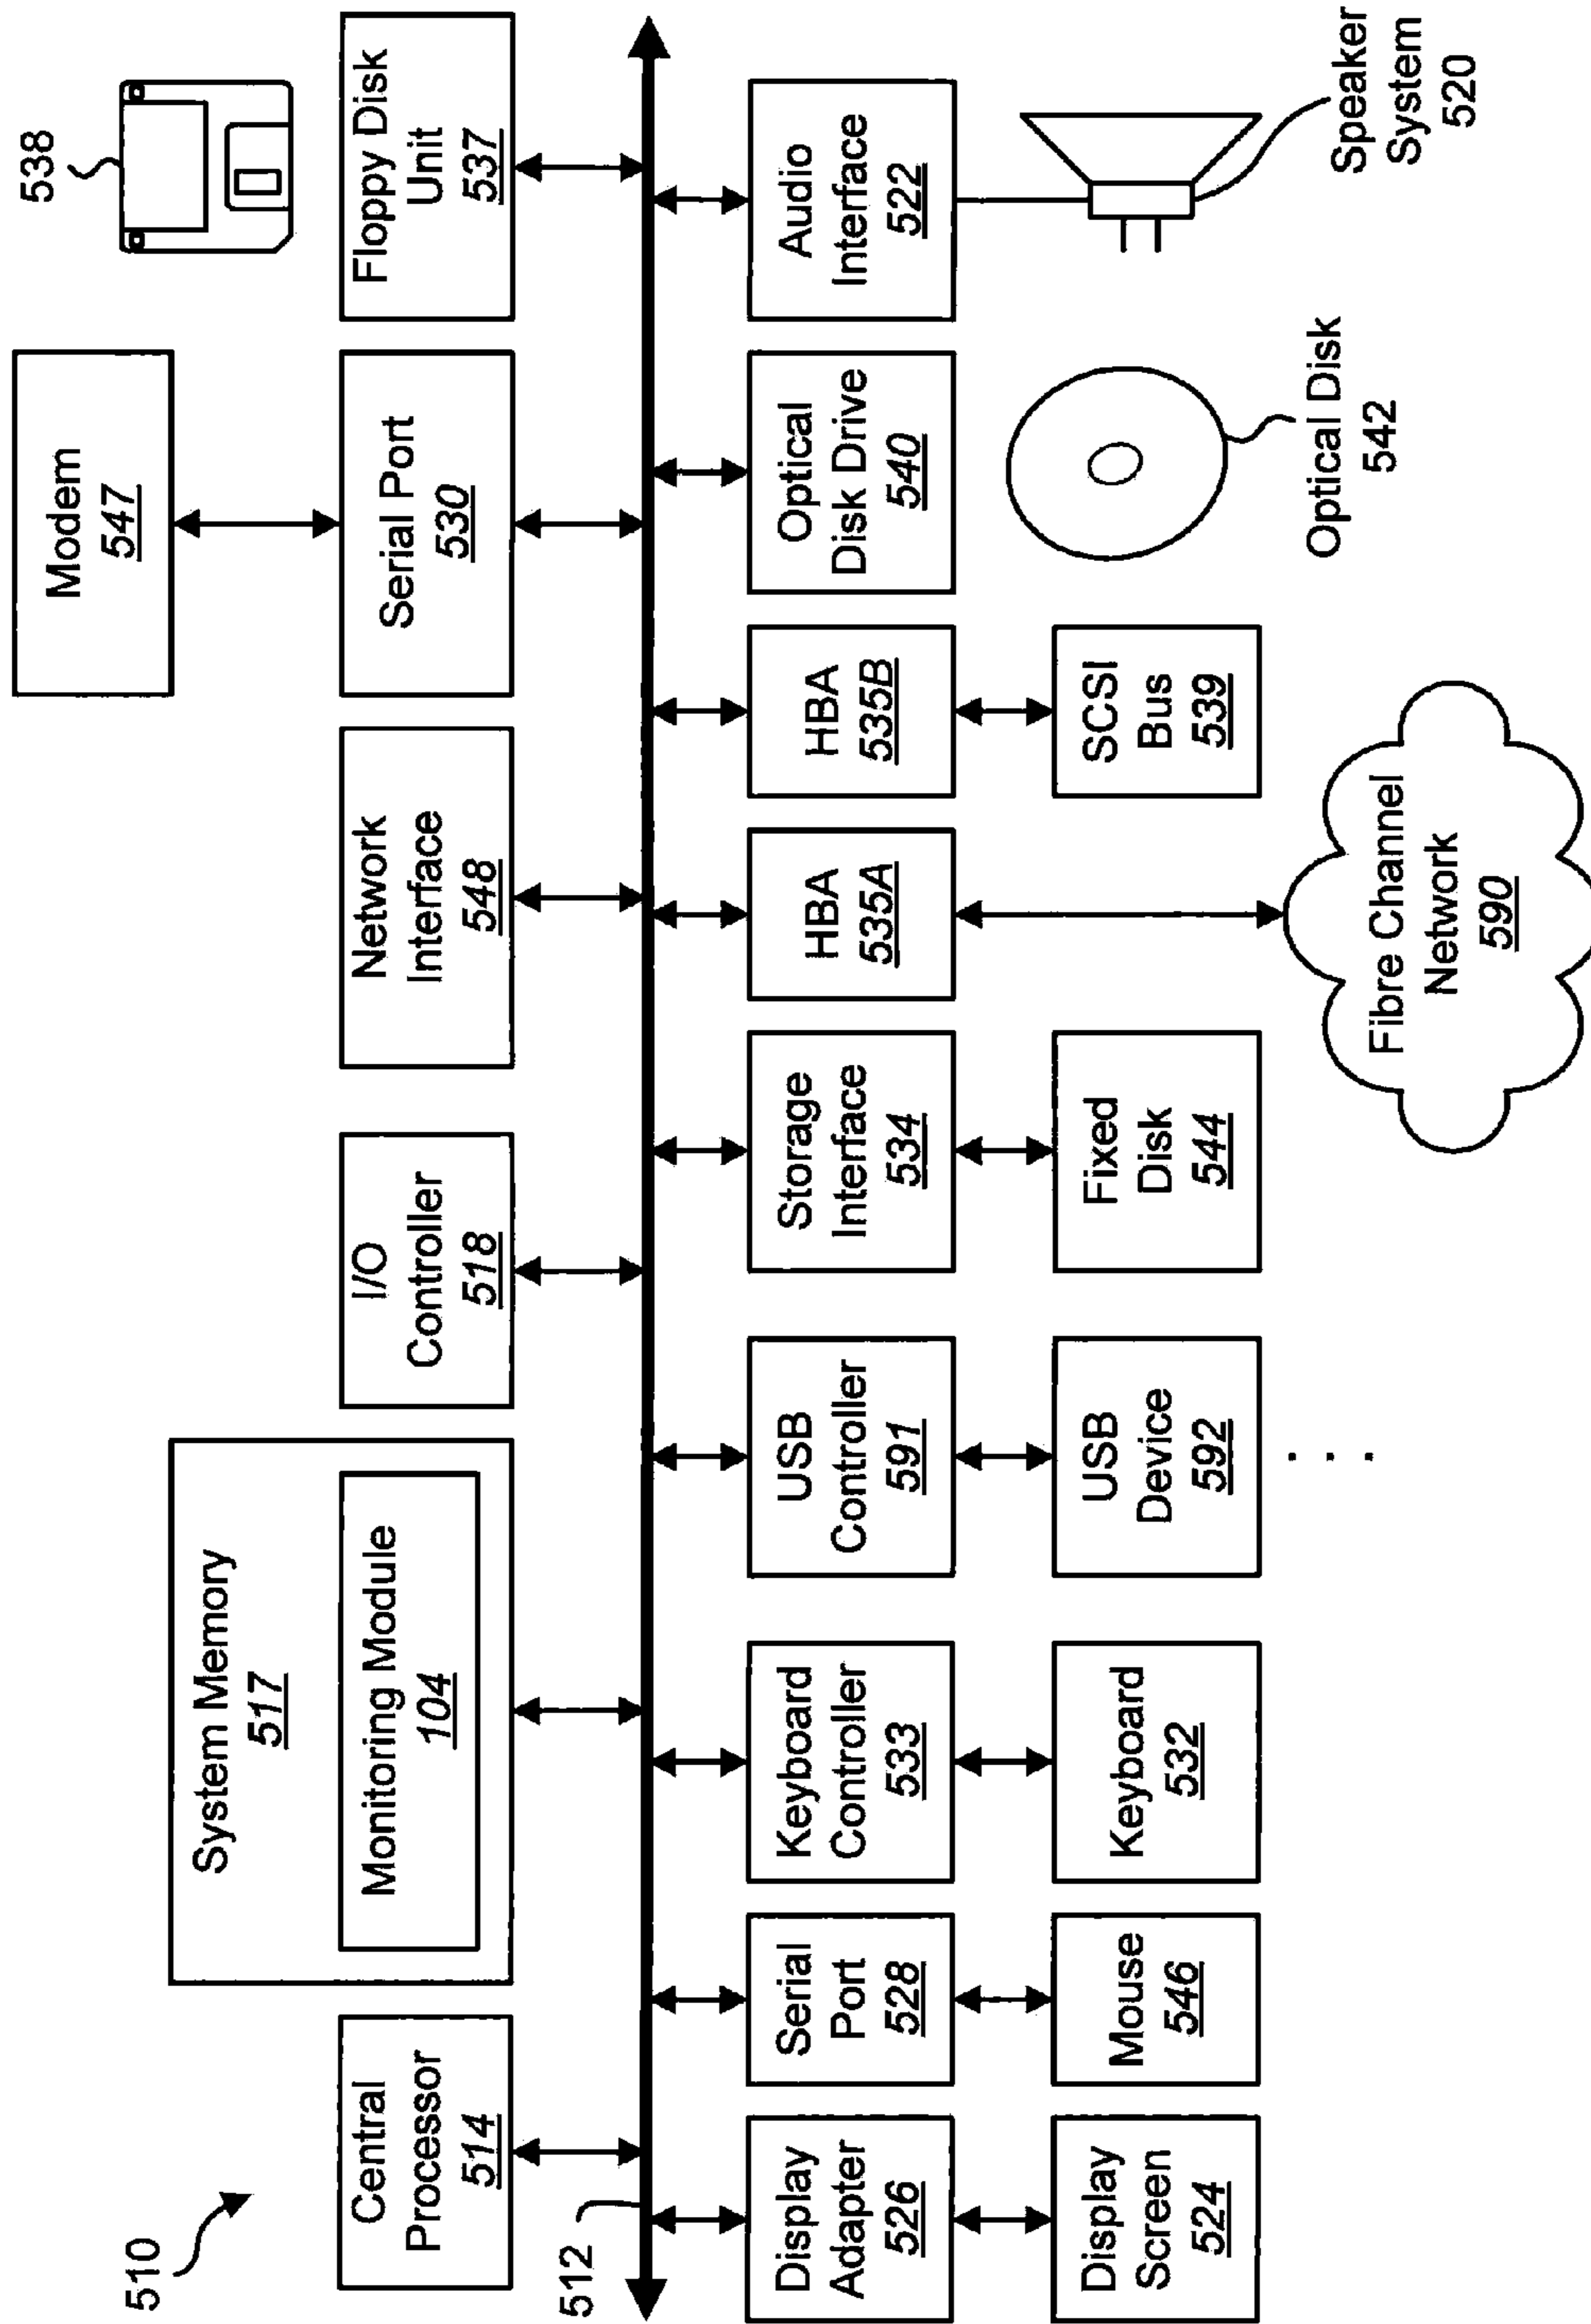 510
Central
Processor
514
System Memory
517
Monitoring Module
104
I/O
Controller
518
Network
Interface
548
Modem
547
Serial Port
530
538
Floppy Disk
Unit
537
512
Display
Adapter
526
Serial
Port
528
Keyboard
Controller
533
USB
Controller
591
Storage
Interface
534
HBA
535A
HBA
535B
Optical
Disk Drive
540
Audio
Interface
522
Display
Screen
524
Mouse
546
Keyboard
532
USB
Device
592
. . .
Fixed
Disk
544
SCSI
Bus
539
Fibre Channel
Network
590
Optical Disk
542
Speaker
System
520